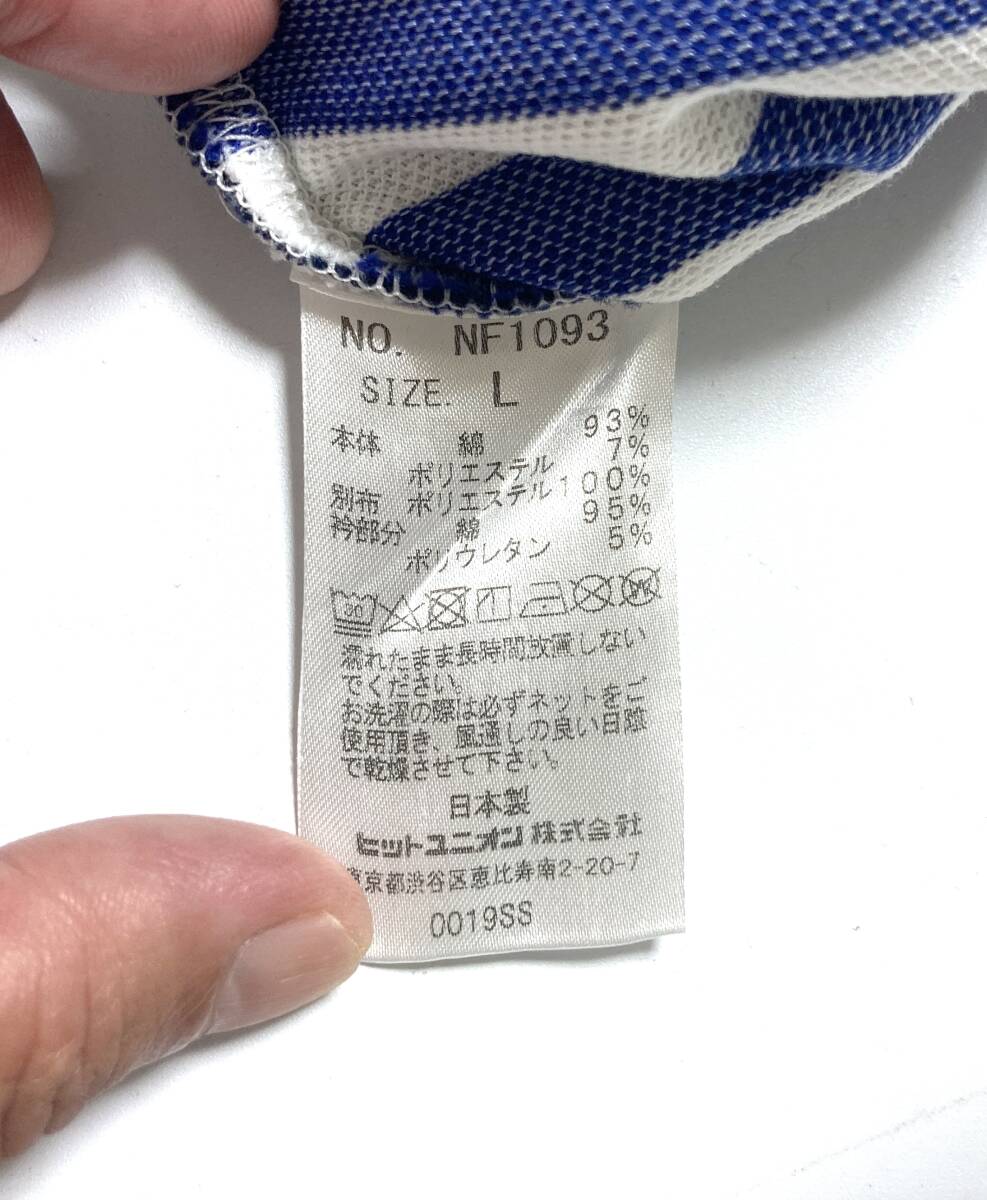 NO. NF1093
SIZE. L
本体 綿 93%
ポリエステル 7%
別布 ポリエステル 100%
衿部分 綿 95%
ポリウレタン 5%
濡れたまま長時間放置しない
でください。
お洗濯の際は必ずネットをご
使用頂き、風通しの良い日陰
で乾燥させて下さい。
日本製
ヒットユニオン株式会社
東京都渋谷区恵比寿南2-20-7
0019SS